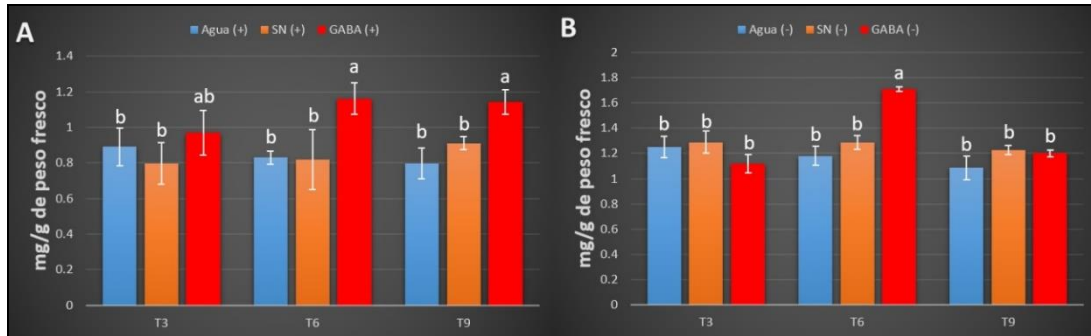 A
Agua (+) SN (+) GABA (+)
mg/g de peso fresco
1.4
1.2
1
0.8
0.6
0.4
0.2
0
b b ab
b b a
b b a
T3 T6 T9
B
Agua (-) SN (-) GABA (-)
mg/g de peso fresco
2
1.8
1.6
1.4
1.2
1
0.8
0.6
0.4
0.2
0
b b b
b b a
b b b
T3 T6 T9